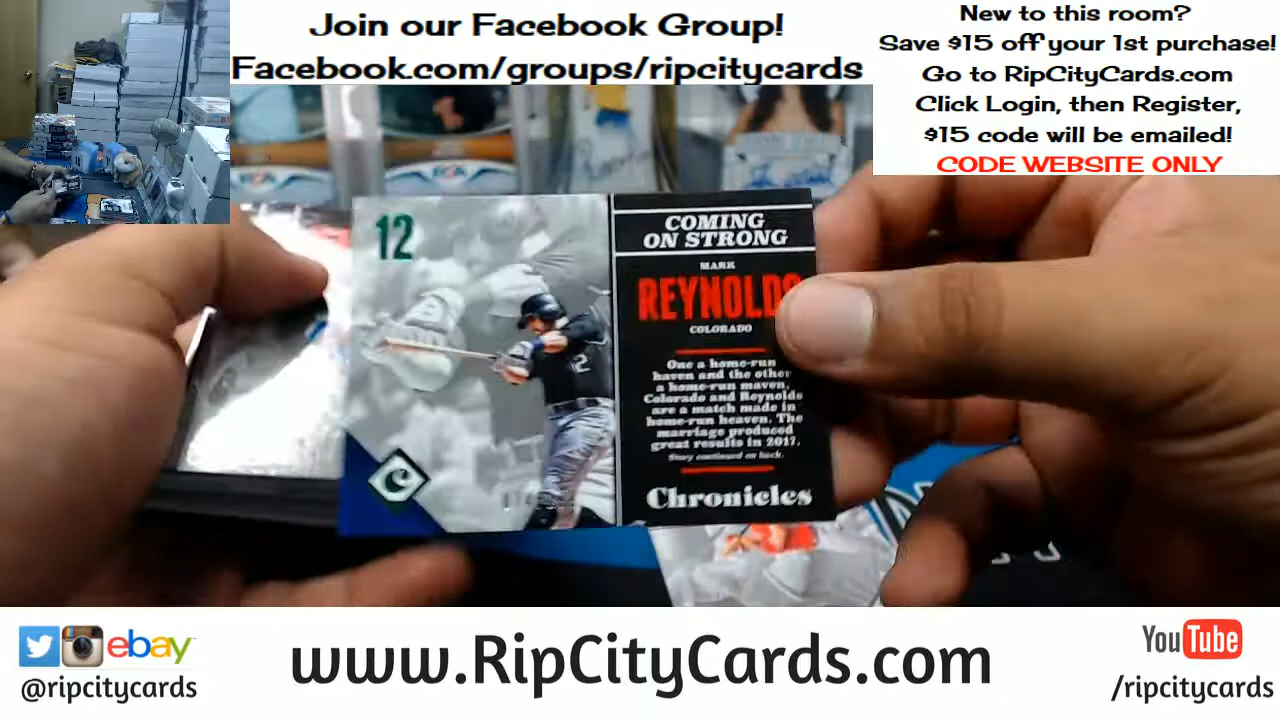 Join our Facebook Group!
Facebook.com/groups/ripcitycards
New to this room?
Save $15 off your 1st purchase!
Go to RipCityCards.com
Click Login, then Register,
$15 code will be emailed!
CODE WEBSITE ONLY
12
COMING
ON STRONG
MARK
REYNOLDS
COLORADO
One a home-run
haven and the other
a home-run maven,
Colorado and Reynolds
are a match made in
home-run heaven. The
marriage produced
great results in 2017.
Story continued on back.
C
Chronicles
12
ebay
@ripcitycards
www.RipCityCards.com
YouTube
/ripcitycards